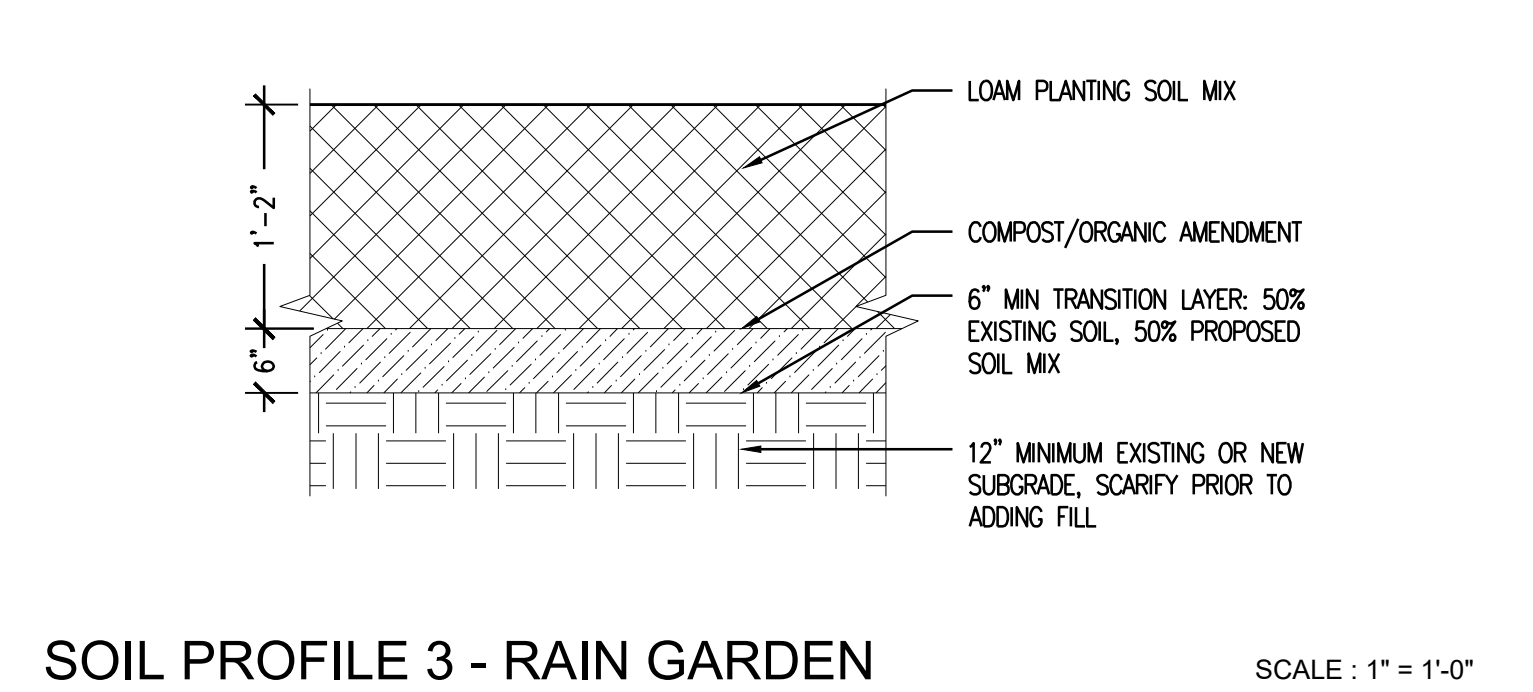 LOAM PLANTING SOIL MIX
1'-2"
COMPOST/ORGANIC AMENDMENT
6" MIN TRANSITION LAYER: 50%
EXISTING SOIL, 50% PROPOSED
SOIL MIX
6"
12" MINIMUM EXISTING OR NEW
SUBGRADE, SCARIFY PRIOR TO
ADDING FILL
SOIL PROFILE 3 - RAIN GARDEN
SCALE : 1" = 1'-0"